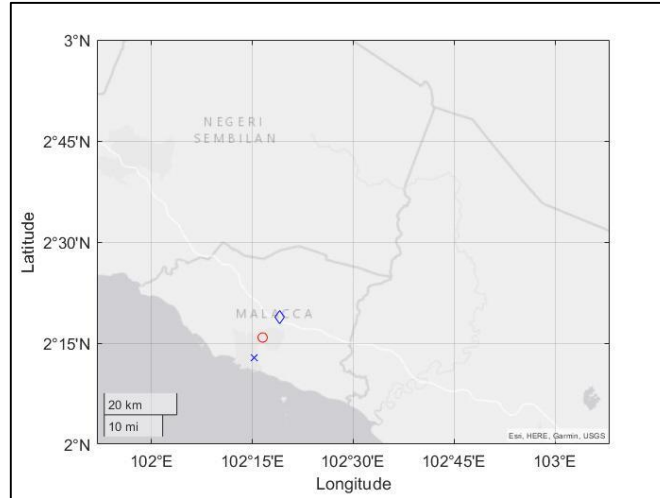 3°N
NEGERI
SEMBILAN
2°45'N
2°30'N
Latitude
MALACCA
2°15'N
20 km
10 mi
2°N
Esri, HERE, Garmin, USGS
102°E
102°15'E
102°30'E
102°45'E
103°E
Longitude